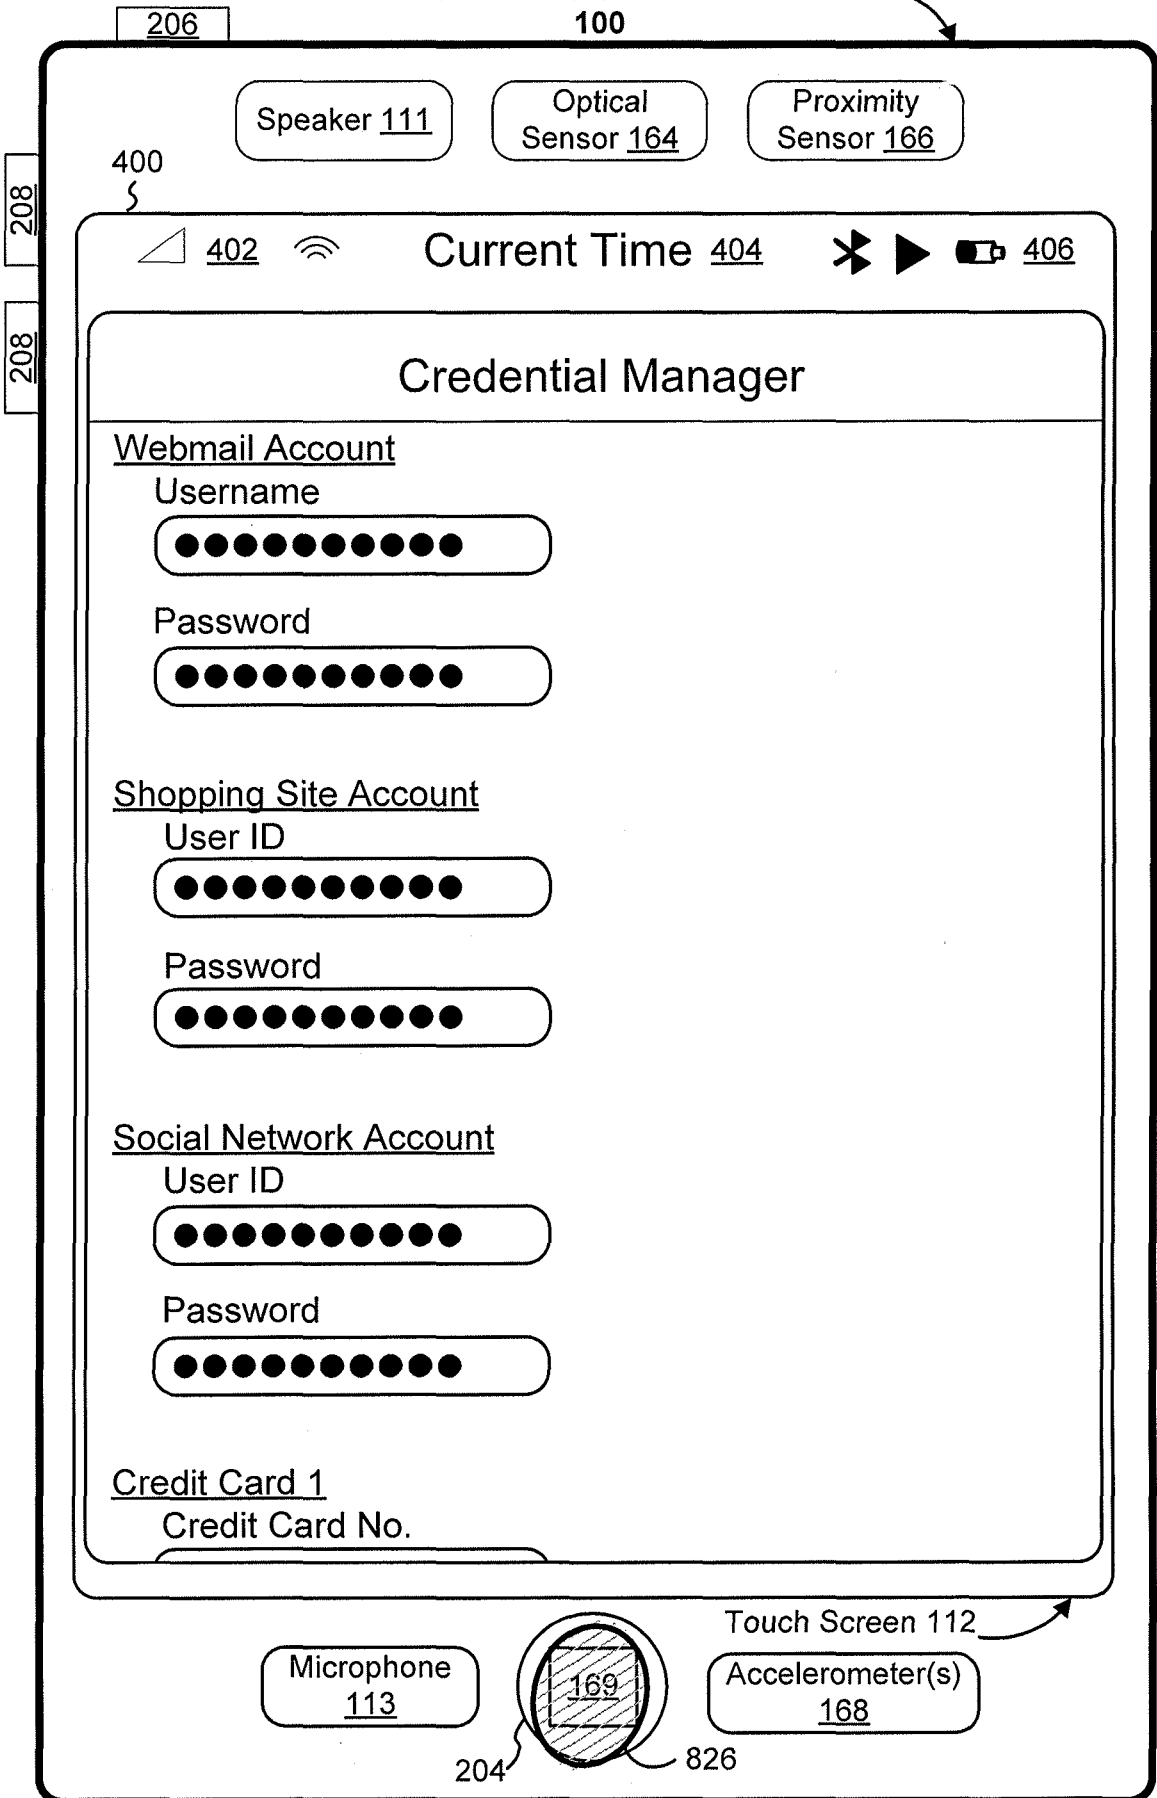 206
100
Speaker 111
Optical
Sensor 164
Proximity
Sensor 166
400
208
402 Current Time 404 406
208
Credential Manager
Webmail Account
Username
●●●●●●●●●●
Password
●●●●●●●●●●
Shopping Site Account
User ID
●●●●●●●●●●
Password
●●●●●●●●●●
Social Network Account
User ID
●●●●●●●●●●
Password
●●●●●●●●●●
Credit Card 1
Credit Card No.
Touch Screen 112
Microphone
113
169
Accelerometer(s)
168
204
826